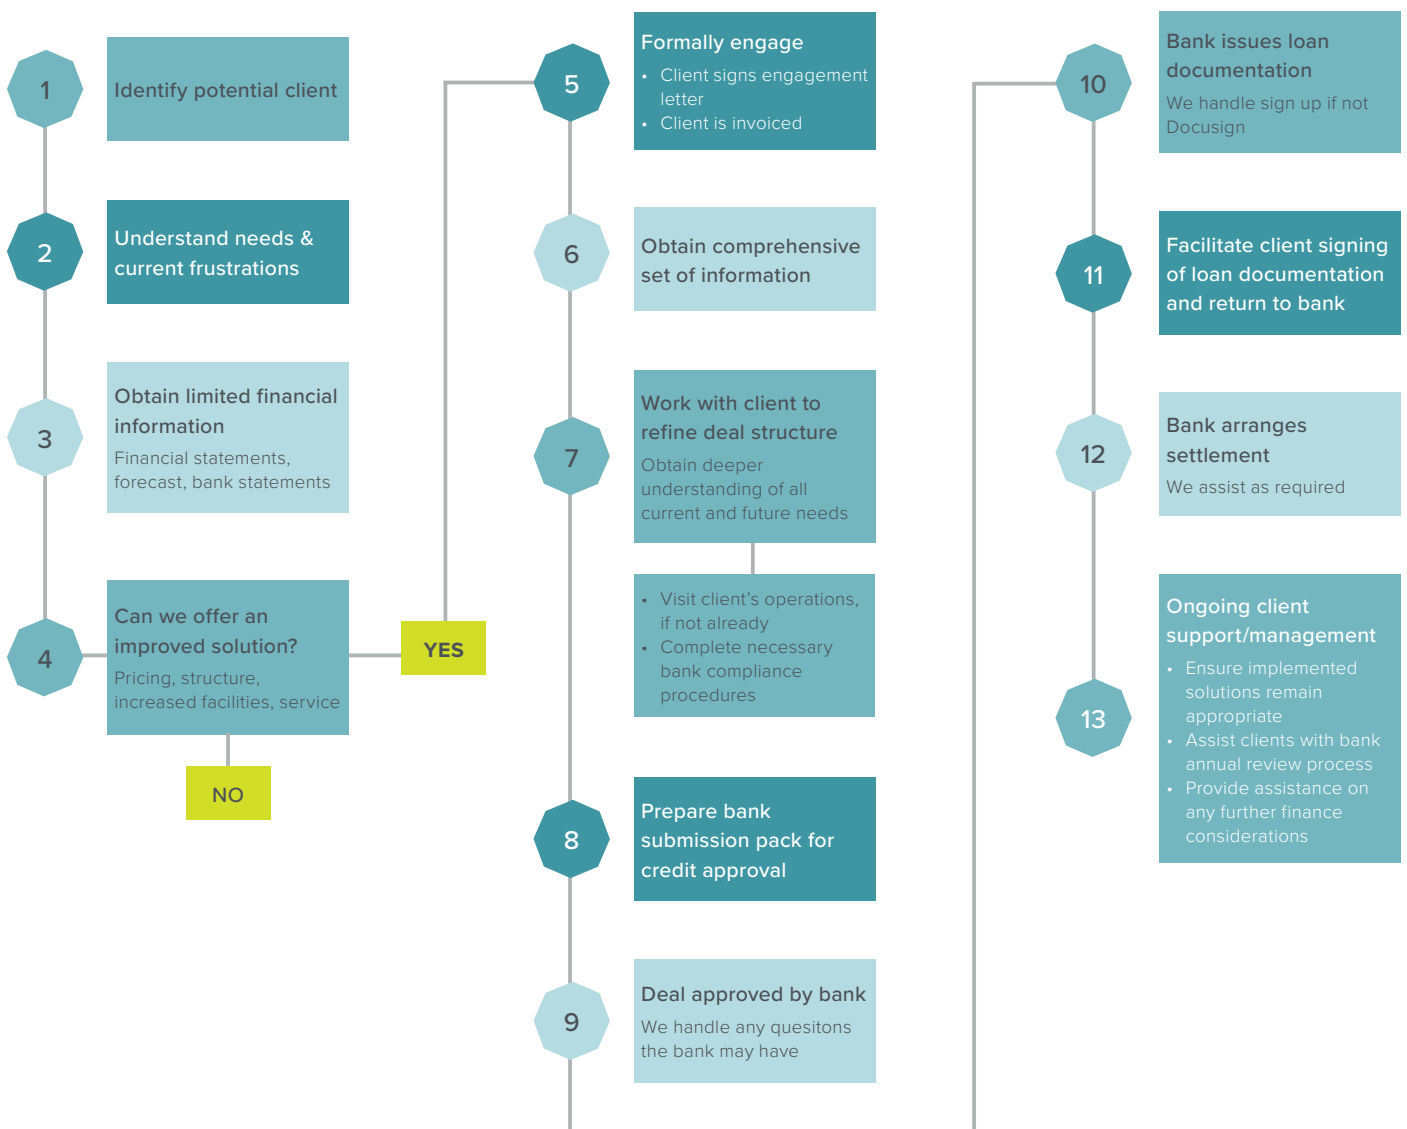 1
Identify potential client
2
Understand needs &
current frustrations
3
Obtain limited financial
information
Financial statements,
forecast, bank statements
4
Can we offer an
improved solution?
Pricing, structure,
increased facilities, service
YES
NO
5
Formally engage
• Client signs engagement
letter
• Client is invoiced
6
Obtain comprehensive
set of information
7
Work with client to
refine deal structure
Obtain deeper
understanding of all
current and future needs
• Visit client’s operations,
if not already
• Complete necessary
bank compliance
procedures
8
Prepare bank
submission pack for
credit approval
9
Deal approved by bank
We handle any quesitons
the bank may have
10
Bank issues loan
documentation
We handle sign up if not
Docusign
11
Facilitate client signing
of loan documentation
and return to bank
12
Bank arranges
settlement
We assist as required
13
Ongoing client
support/management
• Ensure implemented
solutions remain
appropriate
• Assist clients with bank
annual review process
• Provide assistance on
any further finance
considerations